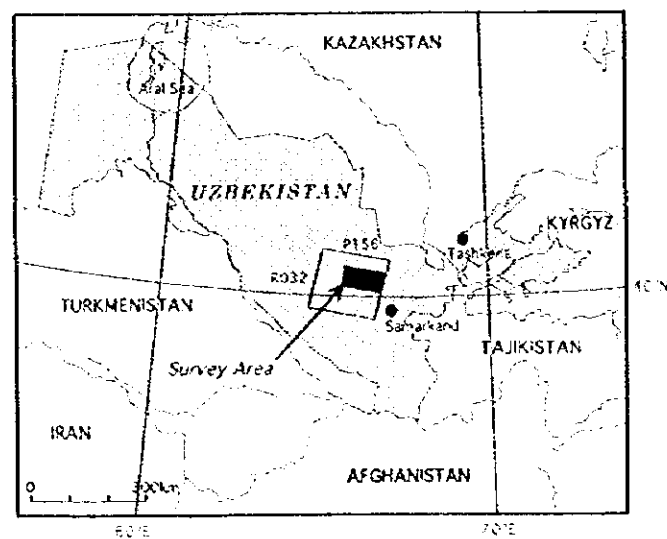 KAZAKHSTAN
Aral Sea
UZBEKISTAN
P156
KYRGYZ
Tashkent
R032
40°N
TURKMENISTAN
Samarkand
TAJIKISTAN
Survey Area
IRAN
AFGHANISTAN
0 300km
60°E
70°E